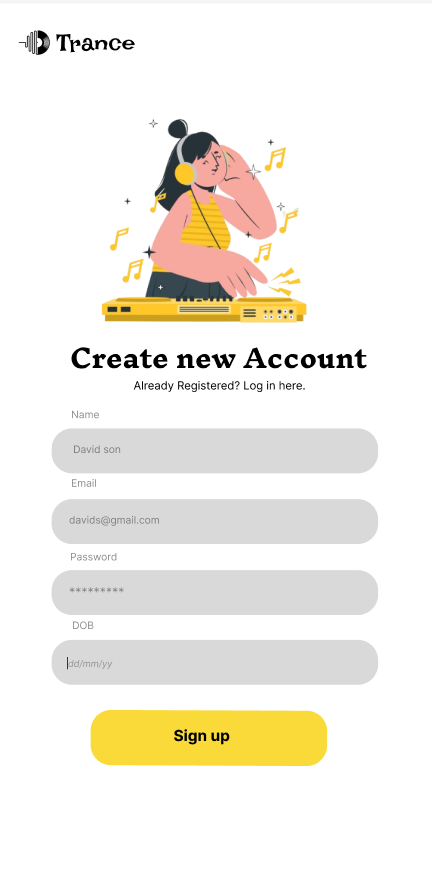 Trance
Create new Account
Already Registered? Log in here.
Name
David son
Email
davids@gmail.com
Password
*********
DOB
dd/mm/yy
Sign up